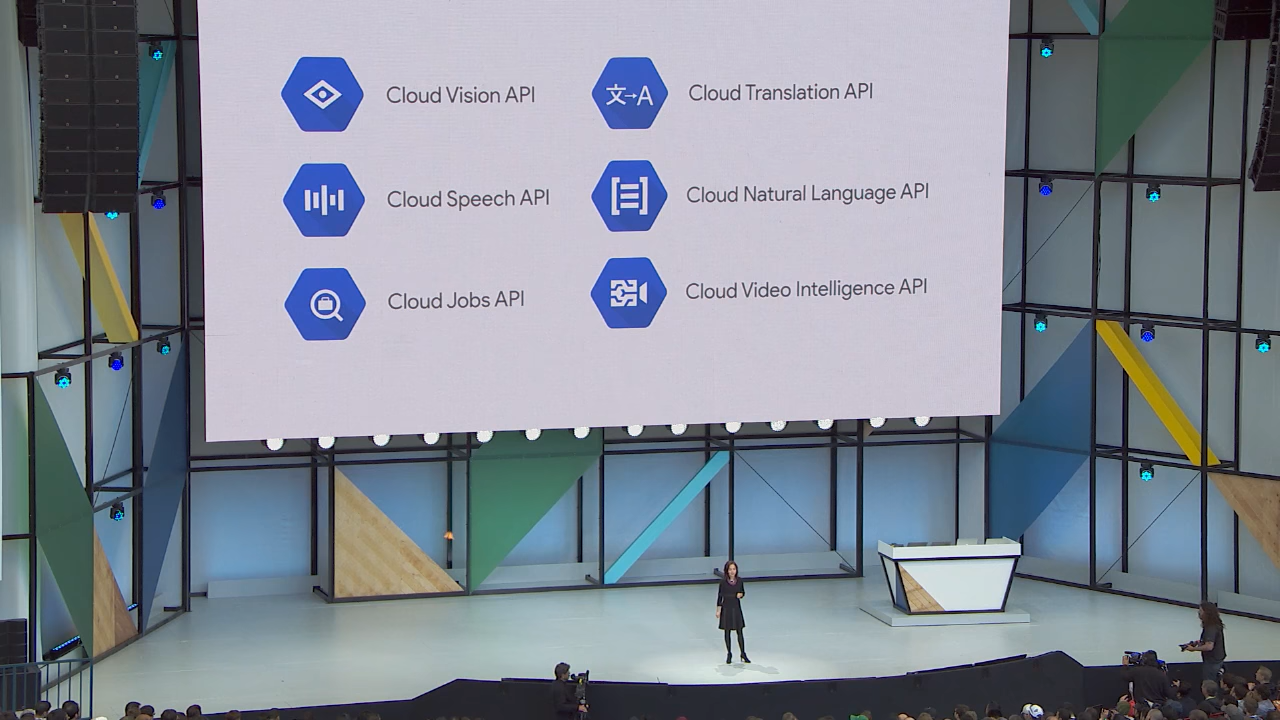 Cloud Vision API
Cloud Translation API
文→A
Cloud Speech API
Cloud Natural Language API
Cloud Jobs API
Cloud Video Intelligence API